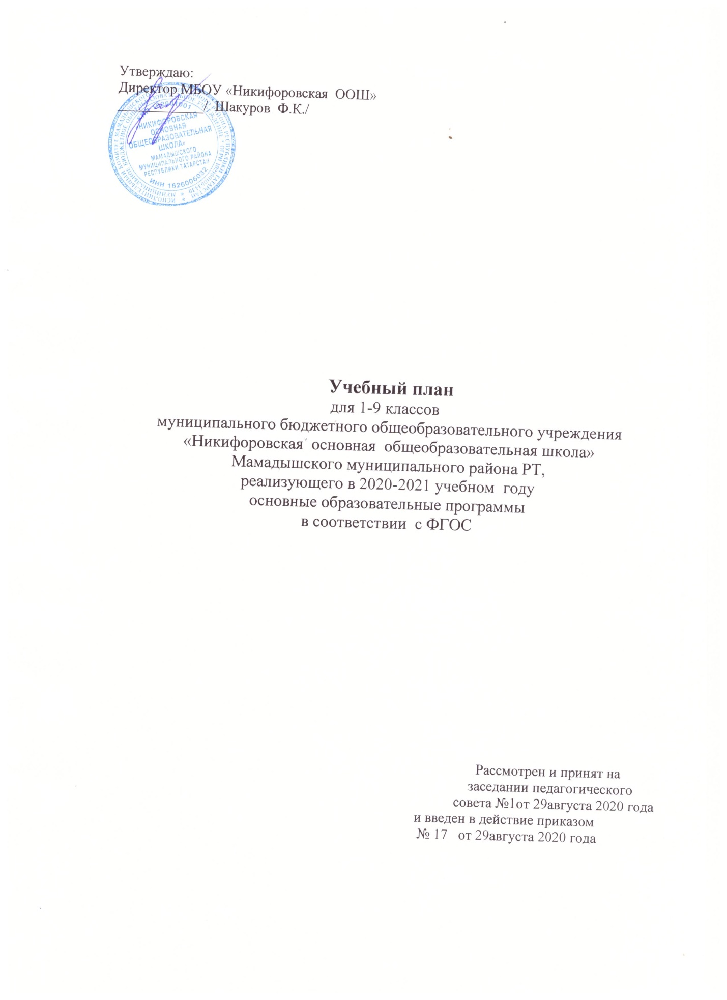 Утверждаю:
Директор МБОУ «Никифоровская ООШ»
____________/ Шакуров Ф.К./
НИКИФОРОВСКАЯ
ОСНОВНАЯ
ОБЩЕОБРАЗОВАТЕЛЬНАЯ
ШКОЛА»
МАМАДЫШСКОГО
МУНИЦИПАЛЬНОГО РАЙОНА
РЕСПУБЛИКИ ТАТАРСТАН
ИНН 1626006032
Учебный план
для 1-9 классов
муниципального бюджетного общеобразовательного учреждения
«Никифоровская основная общеобразовательная школа»
Мамадышского муниципального района РТ,
реализующего в 2020-2021 учебном году
основные образовательные программы
в соответствии с ФГОС
Рассмотрен и принят на
заседании педагогического
совета №1от 29августа 2020 года
и введен в действие приказом
№ 17 от 29августа 2020 года